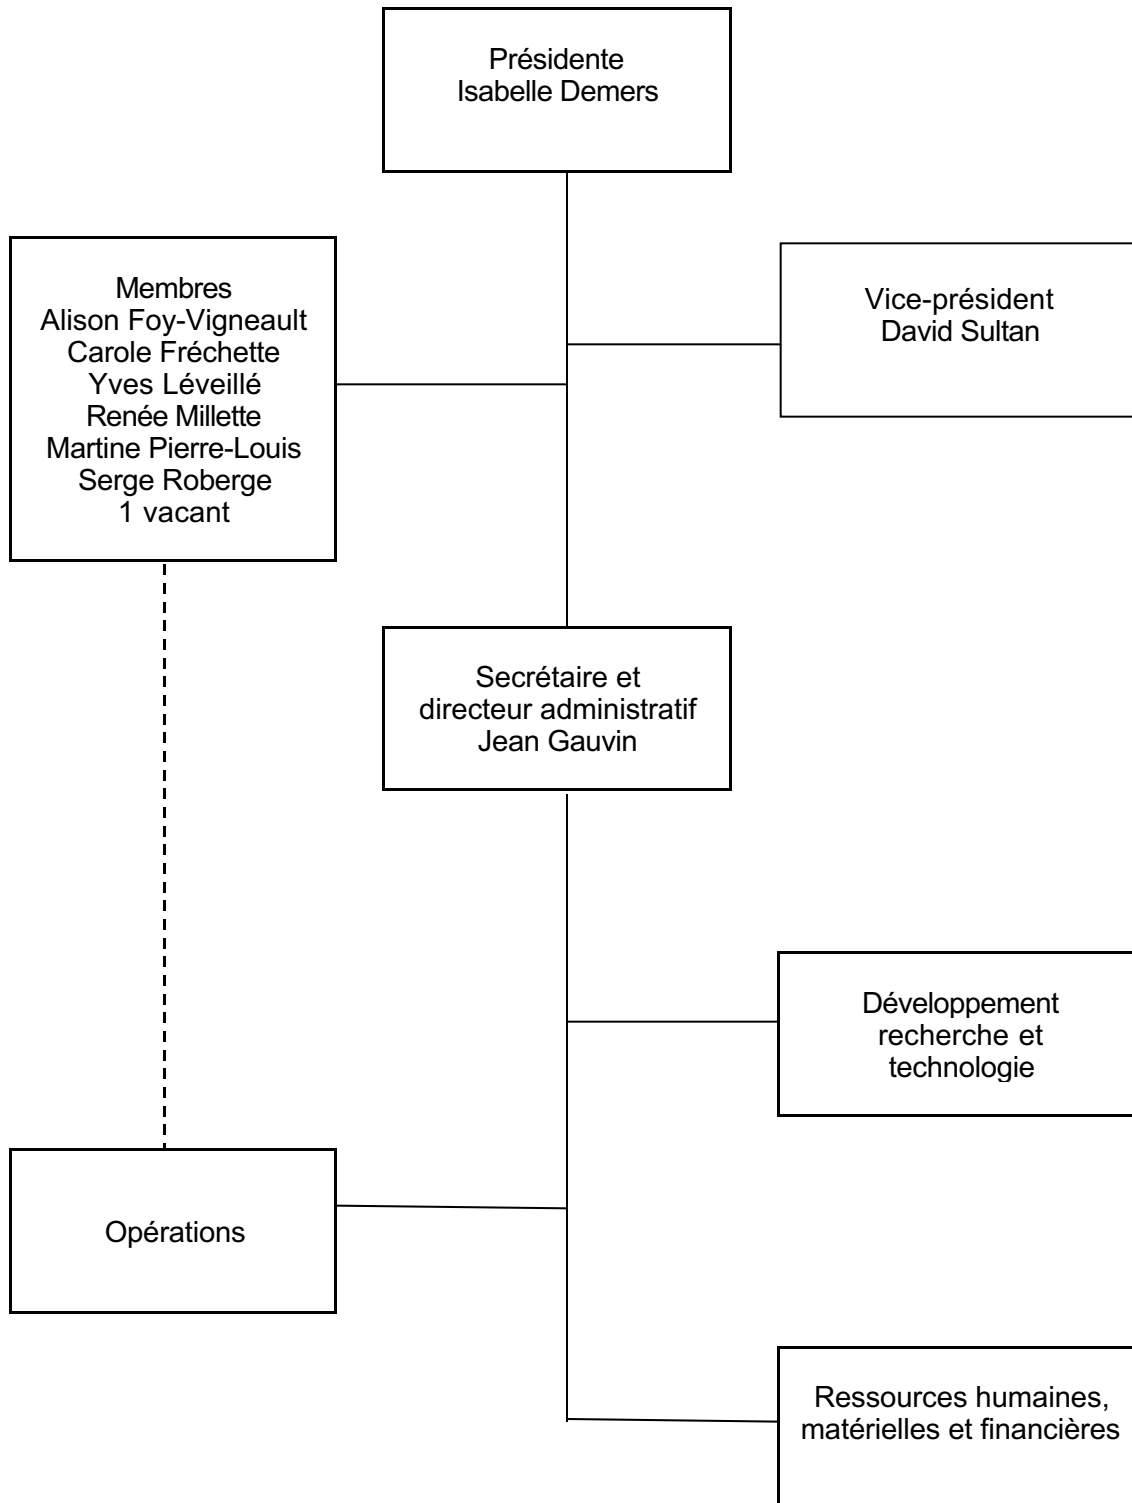 Présidente
Isabelle Demers
Membres
Alison Foy-Vigneault
Carole Fréchette
Yves Léveillé
Renée Millette
Martine Pierre-Louis
Serge Roberge
1 vacant
Vice-président
David Sultan
Secrétaire et
directeur administratif
Jean Gauvin
Développement
recherche et
technologie
Opérations
Ressources humaines,
matérielles et financières